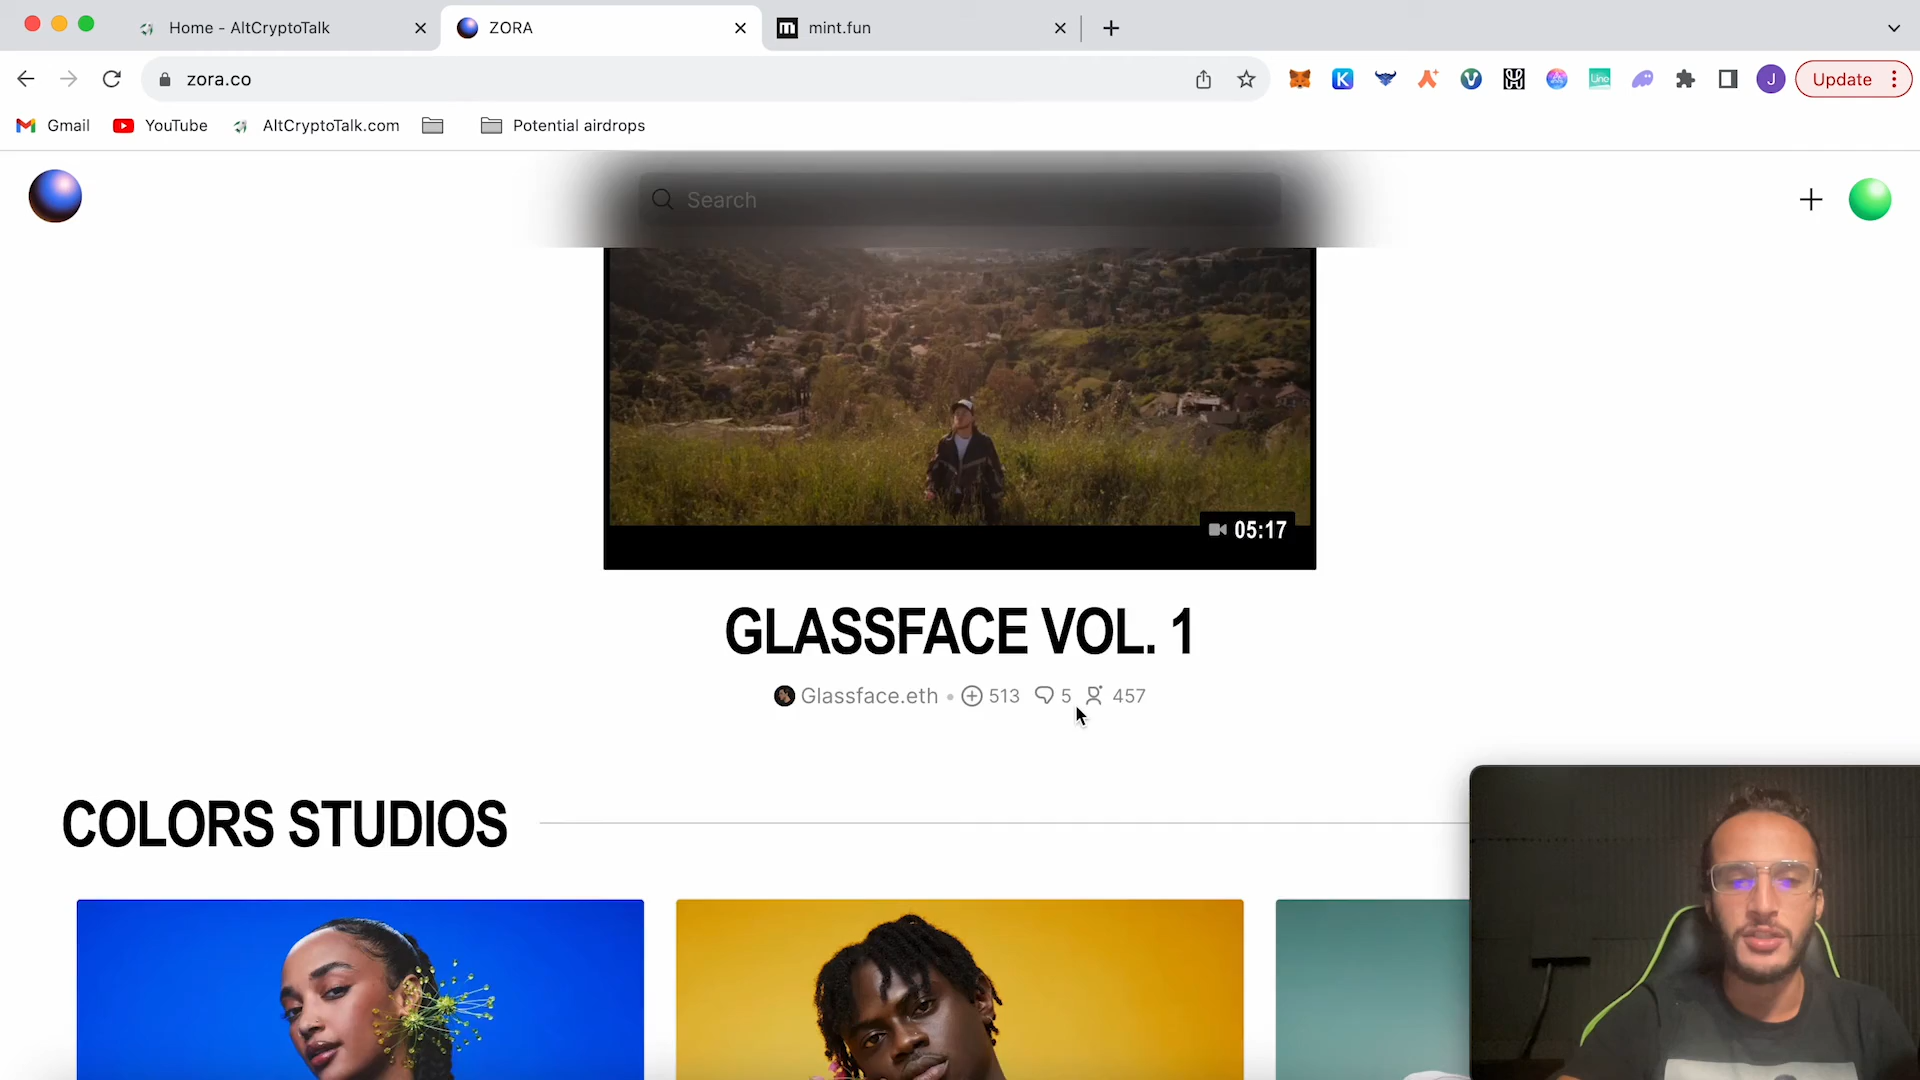 Home - AltCryptoTalk
ZORA
mint.fun
zora.co
Update
Gmail
YouTube
AltCryptoTalk.com
Potential airdrops
Search
05:17
GLASSFACE VOL. 1
Glassface.eth • 513 5 457
COLORS STUDIOS